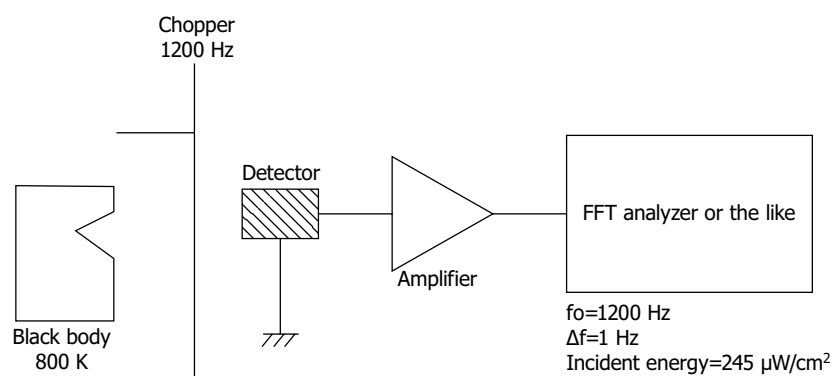 Chopper
1200 Hz
Detector
FFT analyzer or the like
Amplifier
Black body
800 K
fo=1200 Hz
Δf=1 Hz
Incident energy=245 μW/cm²